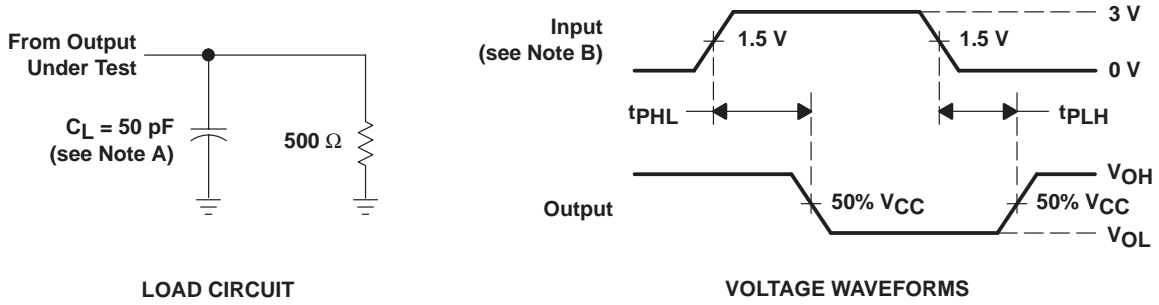 From Output
Under Test
CL = 50 pF
(see Note A)
500 Ω
LOAD CIRCUIT
Input
(see Note B)
1.5 V
1.5 V
3 V
0 V
tPHL
tPLH
Output
50% VCC
50% VCC
VOH
VOL
VOLTAGE WAVEFORMS